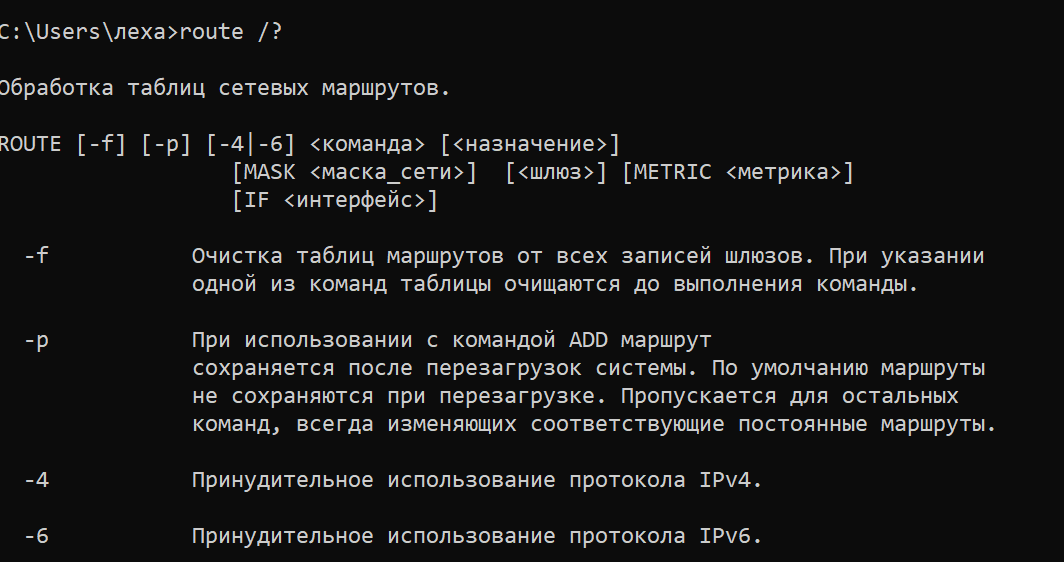 C:\Users\леха>route /?
Обработка таблиц сетевых маршрутов.
ROUTE [-f] [-p] [-4|-6] <команда> [<назначение>]
[MASK <маска_сети>]  [<шлюз>] [METRIC <метрика>]
[IF <интерфейс>]
-f Очистка таблиц маршрутов от всех записей шлюзов. При указании
одной из команд таблицы очищаются до выполнения команды.
-p При использовании с командой ADD маршрут
сохраняется после перезагрузок системы. По умолчанию маршруты
не сохраняются при перезагрузке. Пропускается для остальных
команд, всегда изменяющих соответствующие постоянные маршруты.
-4 Принудительное использование протокола IPv4.
-6 Принудительное использование протокола IPv6.